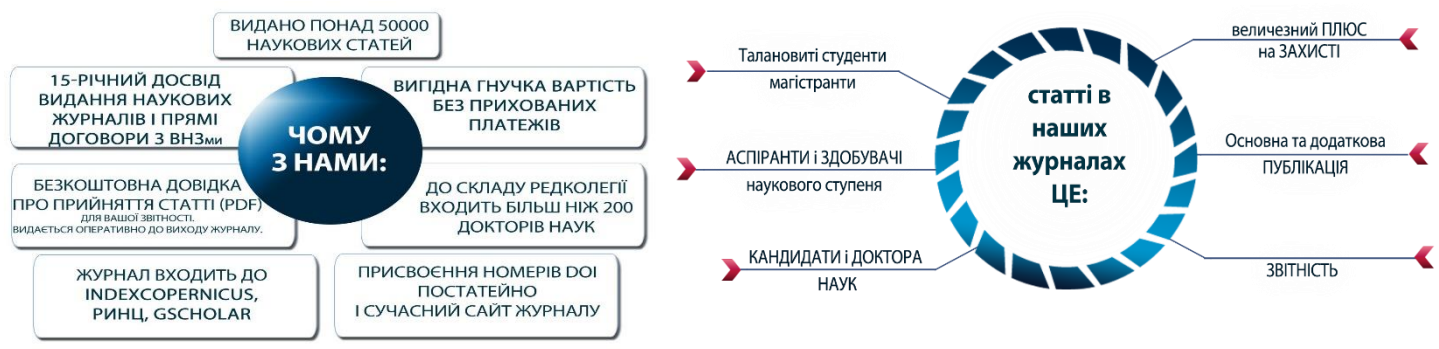 ВИДАНО ПОНАД 50000
НАУКОВИХ СТАТЕЙ
15-РІЧНИЙ ДОСВІД
ВИДАННЯ НАУКОВИХ
ЖУРНАЛІВ І ПРЯМІ
ДОГОВОРИ З ВНЗми
ВИГІДНА ГНУЧКА ВАРТІСТЬ
БЕЗ ПРИХОВАНИХ
ПЛАТЕЖІВ
ЧОМУ
З НАМИ:
БЕЗКОШТОВНА ДОВІДКА
ПРО ПРИЙНЯТТЯ СТАТТІ (PDF)
ДЛЯ ВАШОЇ ЗВІТНОСТІ.
ВИДАЄТЬСЯ ОПЕРАТИВНО ДО ВИХОДУ ЖУРНАЛУ.
ДО СКЛАДУ РЕДКОЛЕГІЇ
ВХОДИТЬ БІЛЬШ НІЖ 200
ДОКТОРІВ НАУК
ЖУРНАЛ ВХОДИТЬ ДО
INDEXCOPERNICUS,
РИНЦ, GSCHOLAR
ПРИСВОЄННЯ НОМЕРІВ DOI
ПОСТАТЕЙНО
І СУЧАСНИЙ САЙТ ЖУРНАЛУ
Талановиті студенти
магістранти
АСПІРАНТИ і ЗДОБУВАЧІ
наукового ступеня
КАНДИДАТИ і ДОКТОРА
НАУК
статті в
наших
журналах
ЦЕ:
величезний ПЛЮС
на ЗАХИСТІ
Основна та додаткова
ПУБЛІКАЦІЯ
ЗВІТНІСТЬ